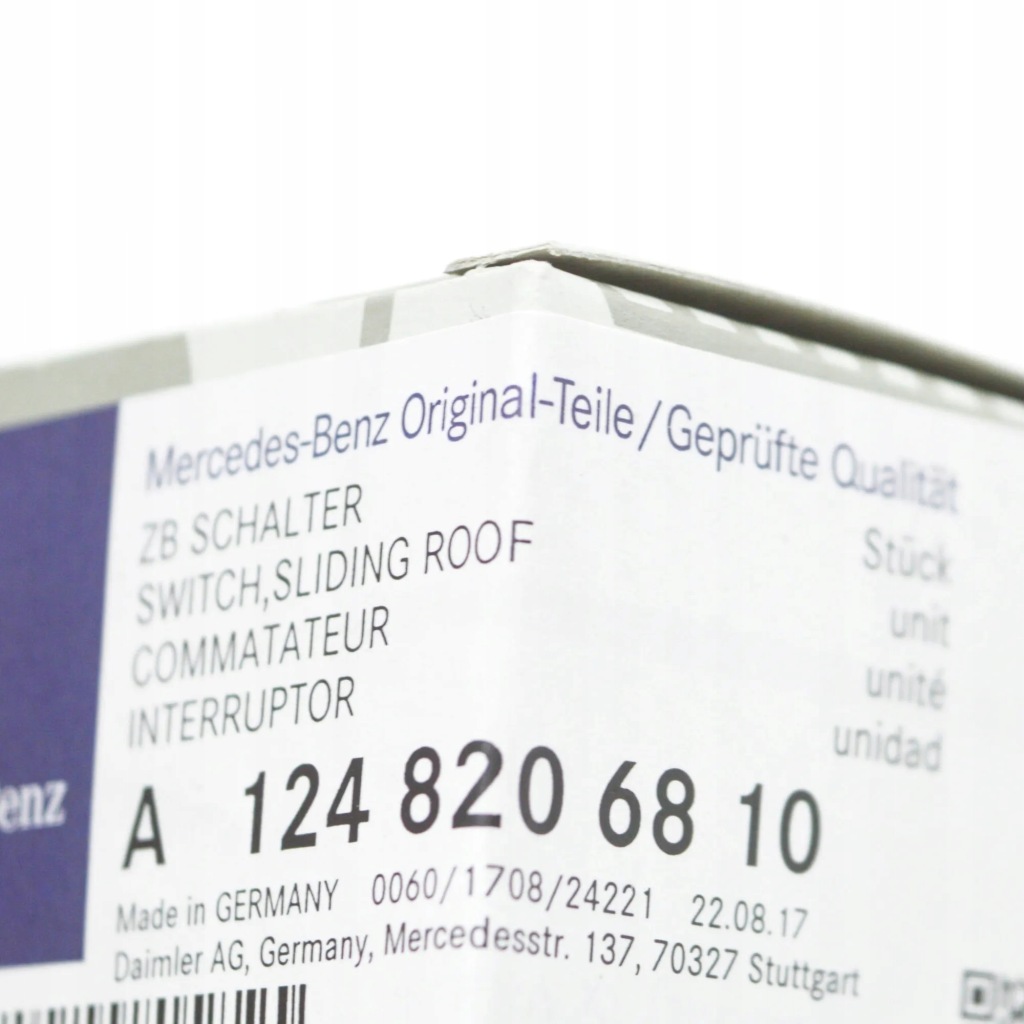 Mercedes-Benz Original-Teile/Geprüfte Qualität
ZB SCHALTER
SWITCH,SLIDING ROOF
COMMATATEUR
INTERRUPTOR
Stück
unit
unité
unidad
enz
A 124 820 68 10
Made in GERMANY 0060/1708/24221 22.08.17
Daimler AG, Germany, Mercedesstr. 137, 70327 Stuttgart